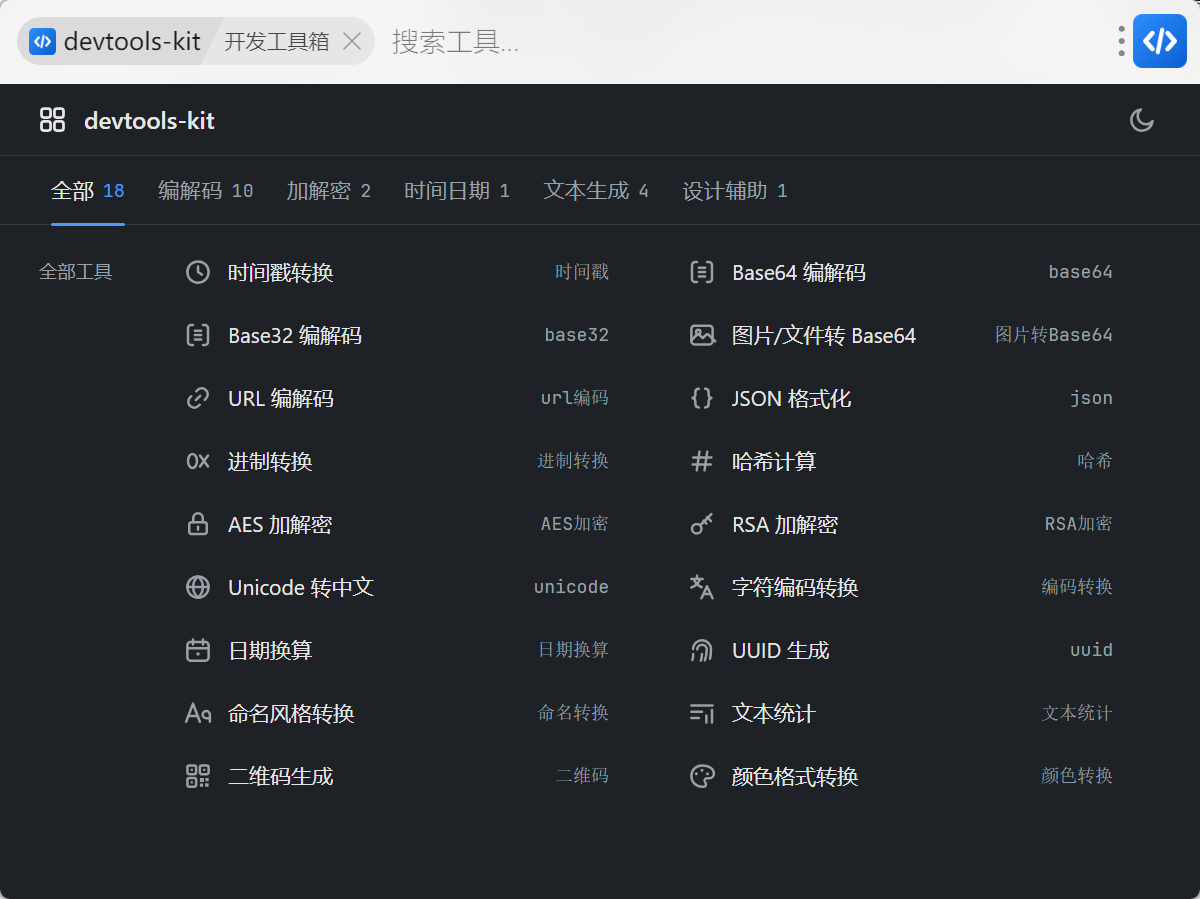 devtools-kit 开发工具箱 搜索工具...
devtools-kit
全部 18 编解码 10 加解密 2 时间日期 1 文本生成 4 设计辅助 1
全部工具
时间戳转换 时间戳 Base64 编解码 base64
Base32 编解码 base32 图片/文件转 Base64 图片转Base64
URL 编解码 url编码 JSON 格式化 json
进制转换 进制转换 哈希计算 哈希
AES 加解密 AES加密 RSA 加解密 RSA加密
Unicode 转中文 unicode 字符编码转换 编码转换
日期换算 日期换算 UUID 生成 uuid
命名风格转换 命名转换 文本统计 文本统计
二维码生成 二维码 颜色格式转换 颜色转换